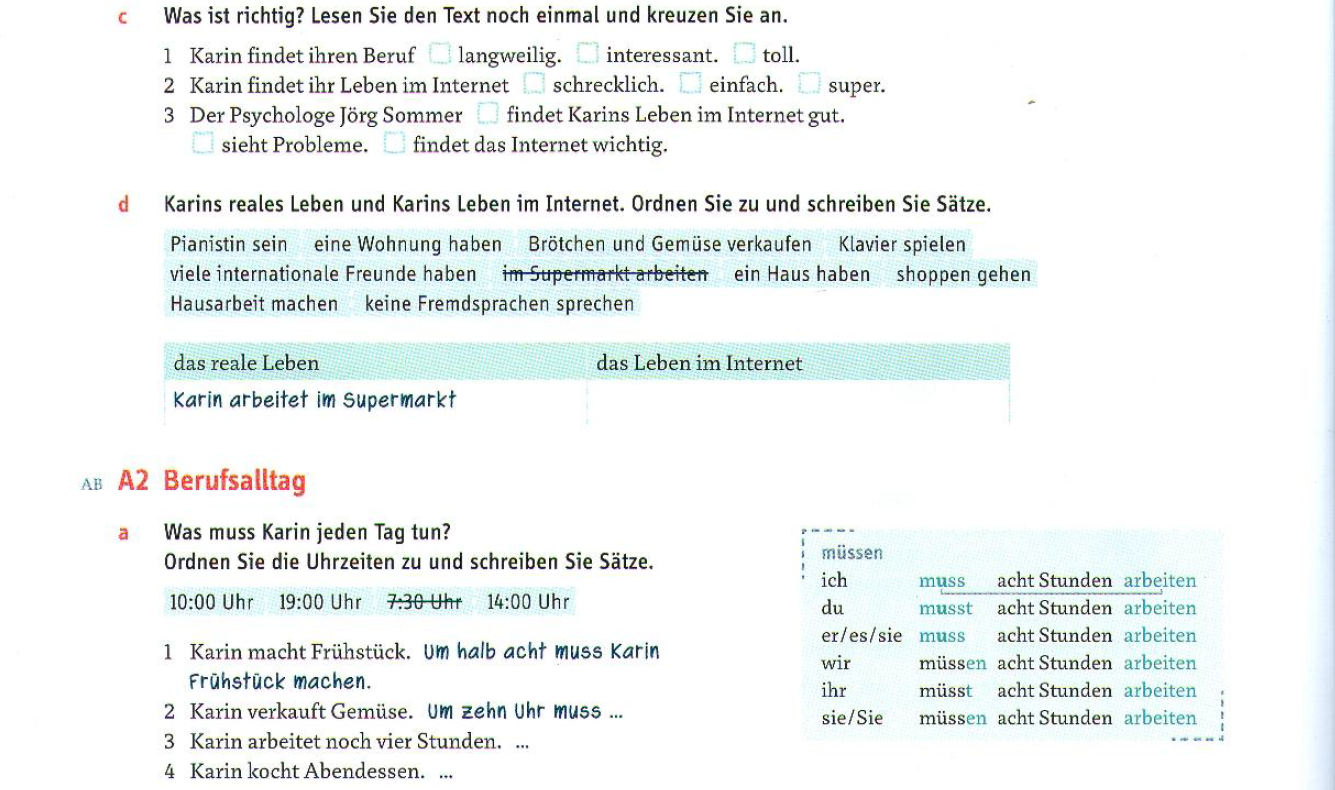 c Was ist richtig? Lesen Sie den Text noch einmal und kreuzen Sie an.
1 Karin findet ihren Beruf langweilig. interessant. toll.
2 Karin findet ihr Leben im Internet schrecklich. einfach. super.
3 Der Psychologe Jörg Sommer findet Karins Leben im Internet gut.
sieht Probleme. findet das Internet wichtig.
d Karins reales Leben und Karins Leben im Internet. Ordnen Sie zu und schreiben Sie Sätze.
Pianistin sein eine Wohnung haben Brötchen und Gemüse verkaufen Klavier spielen
viele internationale Freunde haben im Supermarkt arbeiten ein Haus haben shoppen gehen
Hausarbeit machen keine Fremdsprachen sprechen
das reale Leben das Leben im Internet
Karin arbeitet im Supermarkt
AB A2 Berufsalltag
a Was muss Karin jeden Tag tun?
Ordnen Sie die Uhrzeiten zu und schreiben Sie Sätze.
10:00 Uhr 19:00 Uhr 7:30 Uhr 14:00 Uhr
1 Karin macht Frühstück. Um halb acht muss Karin
Frühstück machen.
2 Karin verkauft Gemüse. Um zehn Uhr muss ...
3 Karin arbeitet noch vier Stunden. ...
4 Karin kocht Abendessen. ...
müssen
ich muss acht Stunden arbeiten
du musst acht Stunden arbeiten
er/es/sie muss acht Stunden arbeiten
wir müssen acht Stunden arbeiten
ihr müsst acht Stunden arbeiten
sie/Sie müssen acht Stunden arbeiten